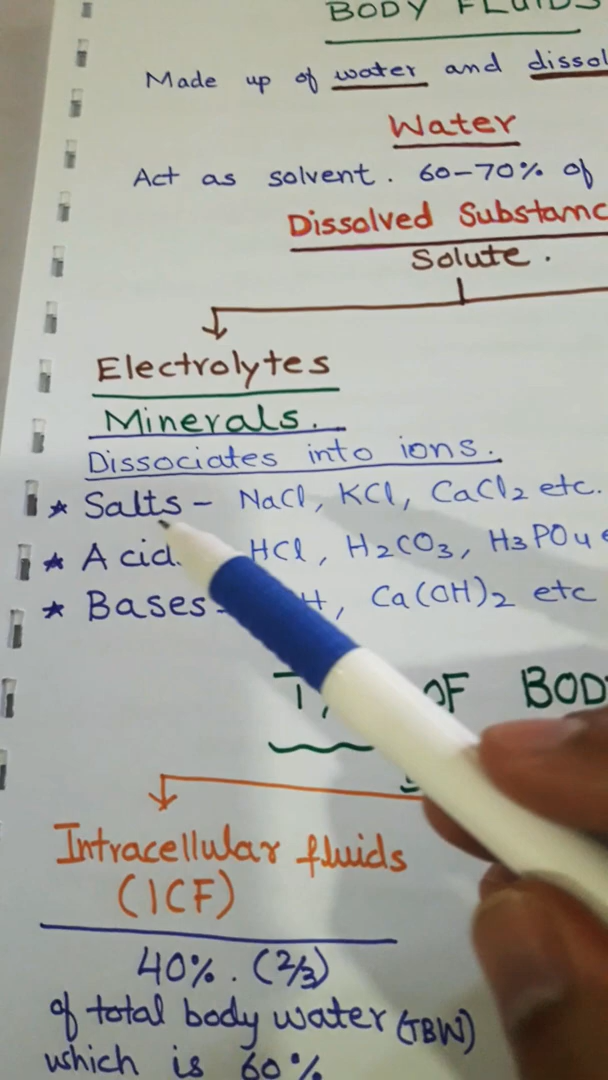 BODY FLUIDS
Made up of water and dissol
Water
Act as solvent. 60-70% of
Dissolved Substanc
Solute.
Electrolytes
Minerals.
Dissociates into ions.
★ Salts - NaCl, KCl, CaCl2 etc.
★ Acid HCl, H2CO3, H3PO4 e
★ Bases - H, Ca(OH)2 etc
OF BOD
Intracellular fluids
(ICF)
40%. (2/3)
of total body water (TBW)
which is 60%